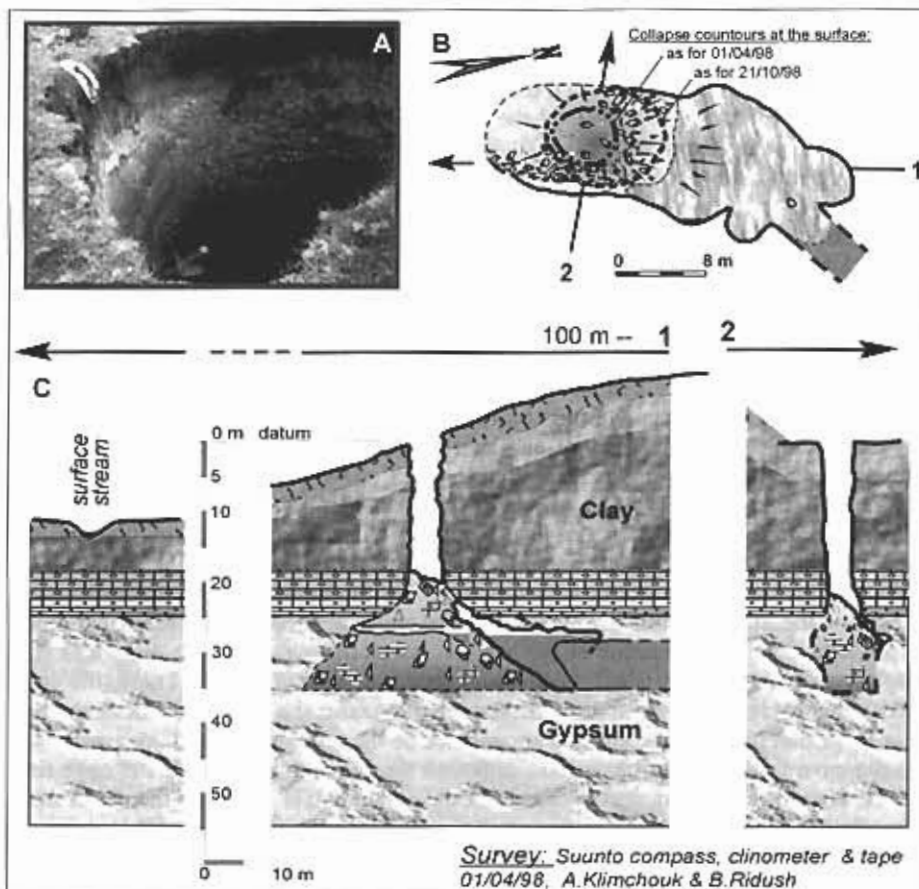 A
B
Collapse countours at the surface:
as for 01/04/98
as for 21/10/98
1
2
0 8 m
100 m -- 1 2
C
0 m datum
surface
stream
5
10
Clay
20
30
40
Gypsum
50
0 10 m
Survey: Suunto compass, clinometer & tape
01/04/98, A.Klimchouk & B.Ridush